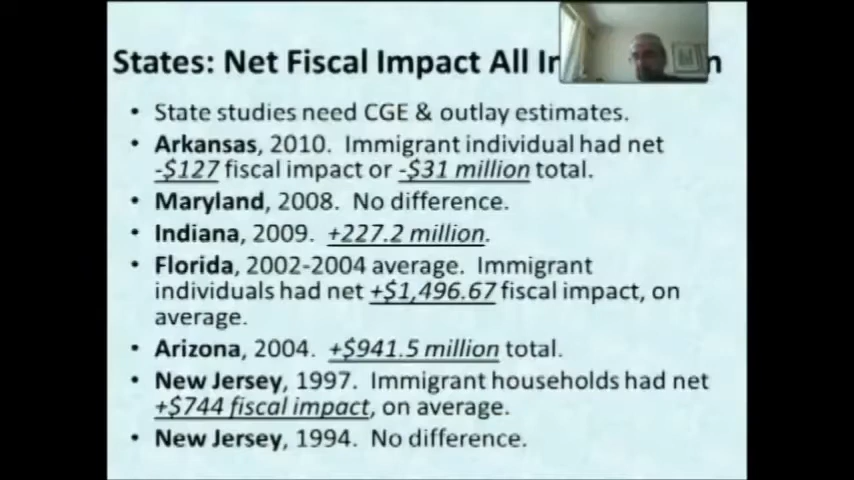 States: Net Fiscal Impact All
• State studies need CGE & outlay estimates.
• Arkansas, 2010. Immigrant individual had net
-$127 fiscal impact or -$31 million total.
• Maryland, 2008. No difference.
• Indiana, 2009. +227.2 million.
• Florida, 2002-2004 average. Immigrant
individuals had net +$1,496.67 fiscal impact, on
average.
• Arizona, 2004. +$941.5 million total.
• New Jersey, 1997. Immigrant households had net
+$744 fiscal impact, on average.
• New Jersey, 1994. No difference.